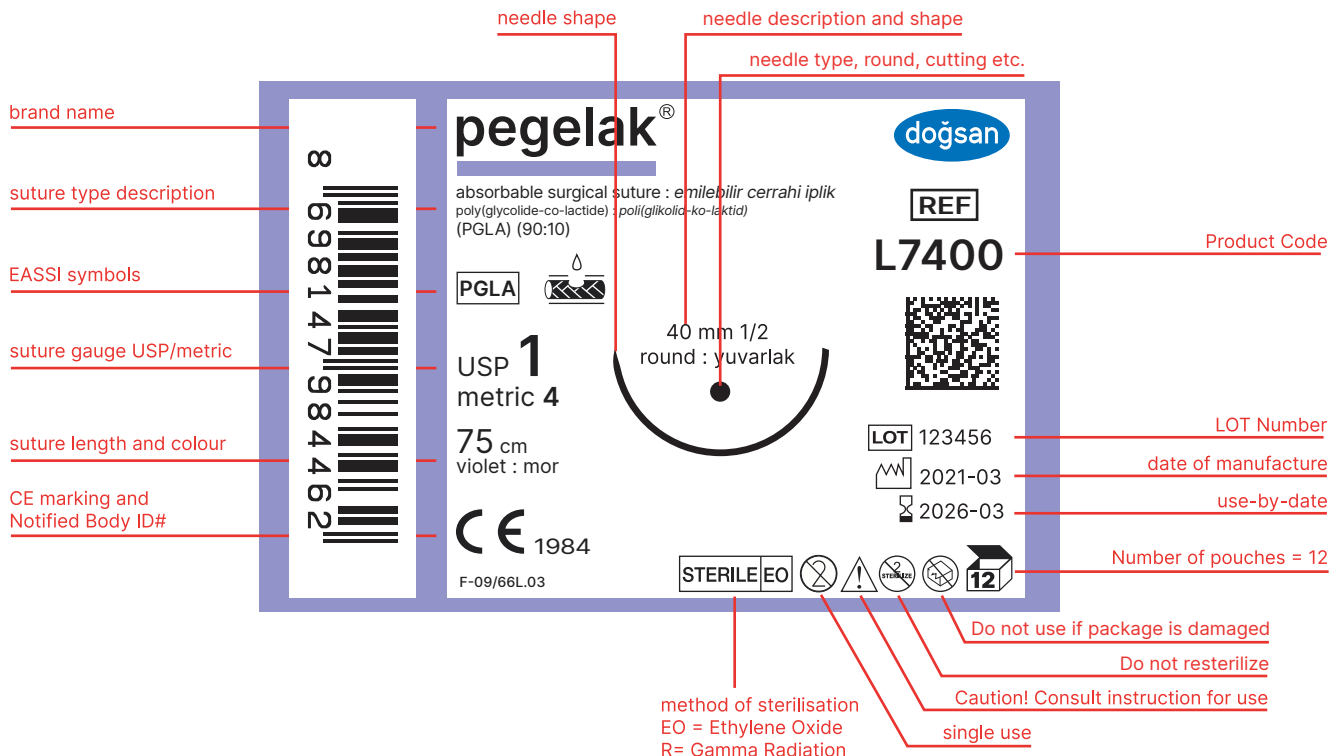 needle shape
needle description and shape
needle type, round, cutting etc.
brand name
suture type description
EASSI symbols
suture gauge USP/metric
suture length and colour
CE marking and
Notified Body ID#
8 698147 984462
pegelak®
absorbable surgical suture : emilebilir cerrahi iplik
poly(glycolide-co-lactide) : poli(glikolid-ko-laktid)
(PGLA) (90:10)
PGLA
USP 1
metric 4
75 cm
violet : mor
CE 1984
F-09/66L.03
40 mm 1/2
round : yuvarlak
doğsan
REF
L7400
LOT 123456
2021-03
2026-03
STERILE EO
2
2
STERILIZE
12
Product Code
LOT Number
date of manufacture
use-by-date
Number of pouches = 12
Do not use if package is damaged
Do not resterilize
Caution! Consult instruction for use
single use
method of sterilisation
EO = Ethylene Oxide
R= Gamma Radiation